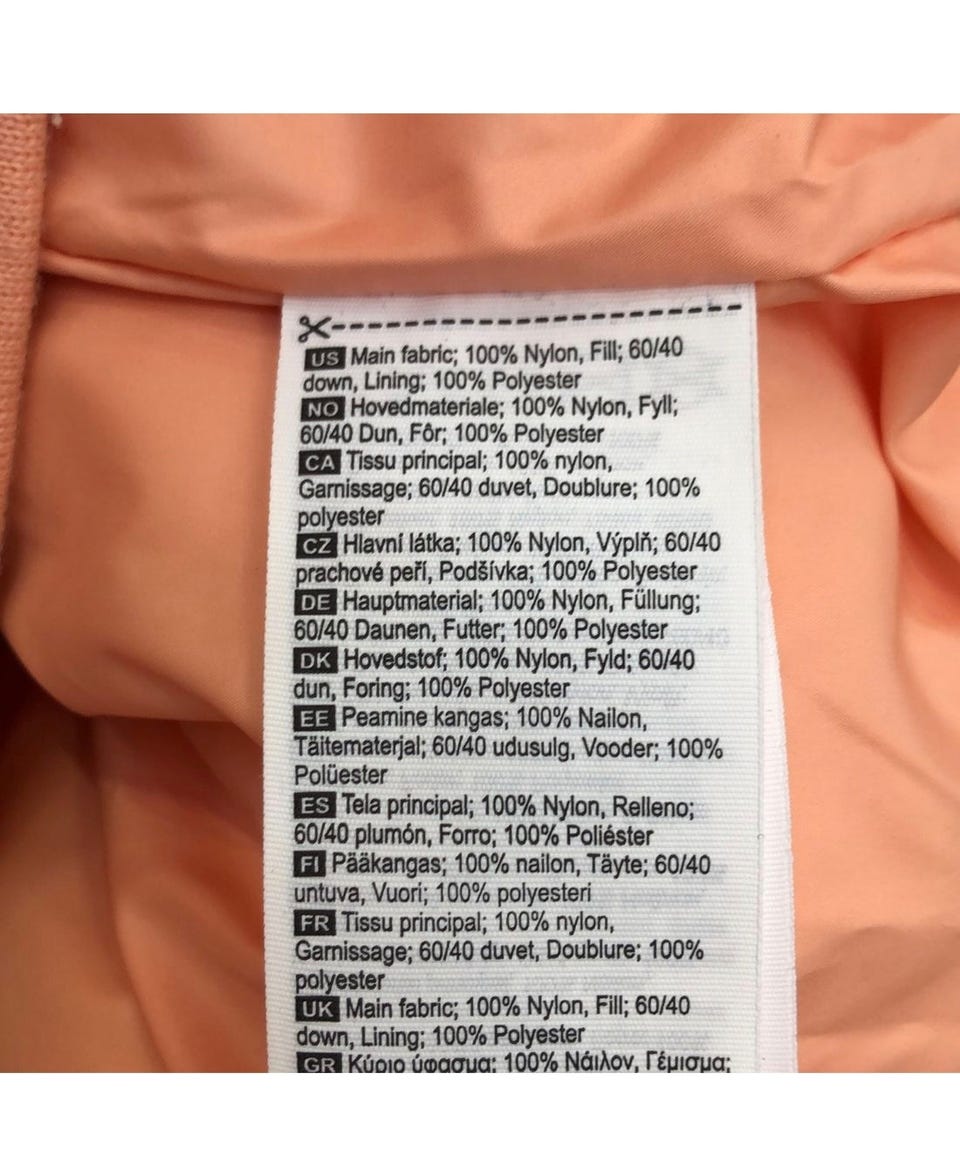 US Main fabric; 100% Nylon, Fill; 60/40
down, Lining; 100% Polyester
NO Hovedmateriale; 100% Nylon, Fyll;
60/40 Dun, Fôr; 100% Polyester
CA Tissu principal; 100% nylon,
Garnissage; 60/40 duvet, Doublure; 100%
polyester
CZ Hlavní látka; 100% Nylon, Výplň; 60/40
prachové peří, Podšívka; 100% Polyester
DE Hauptmaterial; 100% Nylon, Füllung;
60/40 Daunen, Futter; 100% Polyester
DK Hovedstof; 100% Nylon, Fyld; 60/40
dun, Foring; 100% Polyester
EE Peamine kangas; 100% Nailon,
Täitematerjal; 60/40 udusulg, Vooder; 100%
Polüester
ES Tela principal; 100% Nylon, Relleno;
60/40 plumón, Forro; 100% Poliéster
FI Pääkangas; 100% nailon, Täyte; 60/40
untuva, Vuori; 100% polyesteri
FR Tissu principal; 100% nylon,
Garnissage; 60/40 duvet, Doublure; 100%
polyester
UK Main fabric; 100% Nylon, Fill; 60/40
down, Lining; 100% Polyester
GR Κύριο ύφασμα; 100% Νάιλον, Γέμισμα;